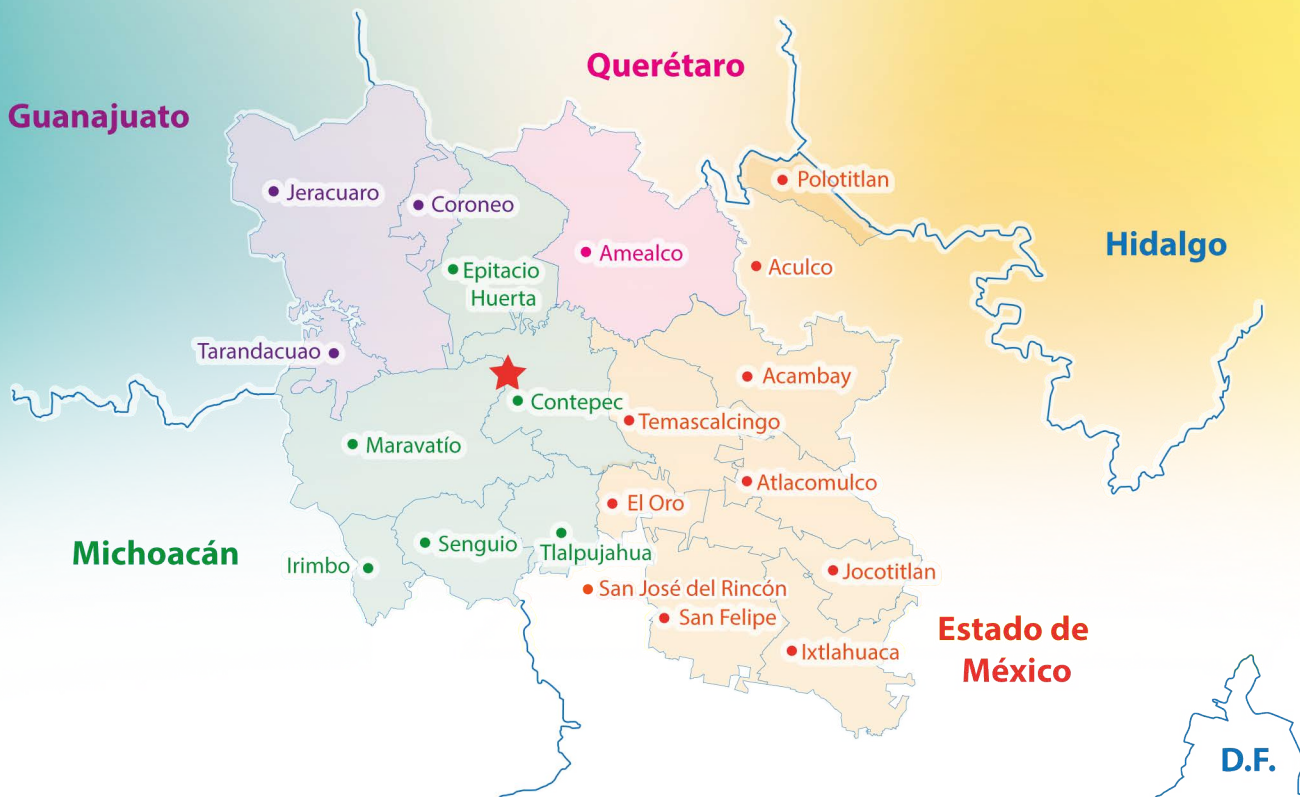 Querétaro
Guanajuato
Polotitlan
Jeracuaro
Coroneo
Hidalgo
Amealco
Aculco
Epitacio
Huerta
Tarandacuao
Acambay
Contepec
Temascalcingo
Maravatío
Atlacomulco
El Oro
Michoacán
Senguio
Tlalpujahua
Irimbo
Jocotitlan
San José del Rincón
San Felipe
Estado de
México
Ixtlahuaca
D.F.